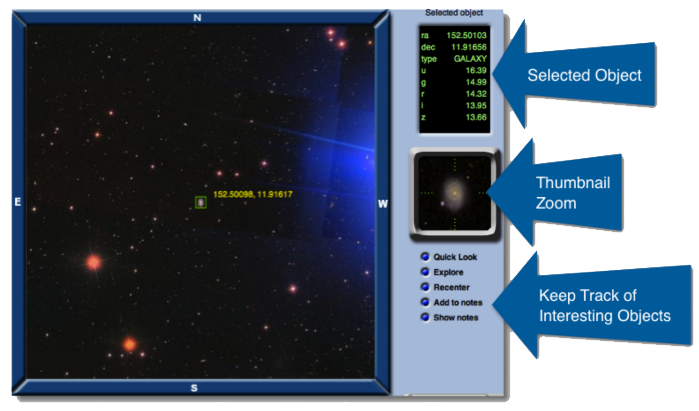 N
E
152.50098, 11.91617
W
S
Selected object
ra 152.50103
dec 11.91656
type GALAXY
u 16.39
g 14.99
r 14.32
i 13.95
z 13.66
Quick Look
Explore
Recenter
Add to notes
Show notes
Selected Object
Thumbnail
Zoom
Keep Track of
Interesting Objects